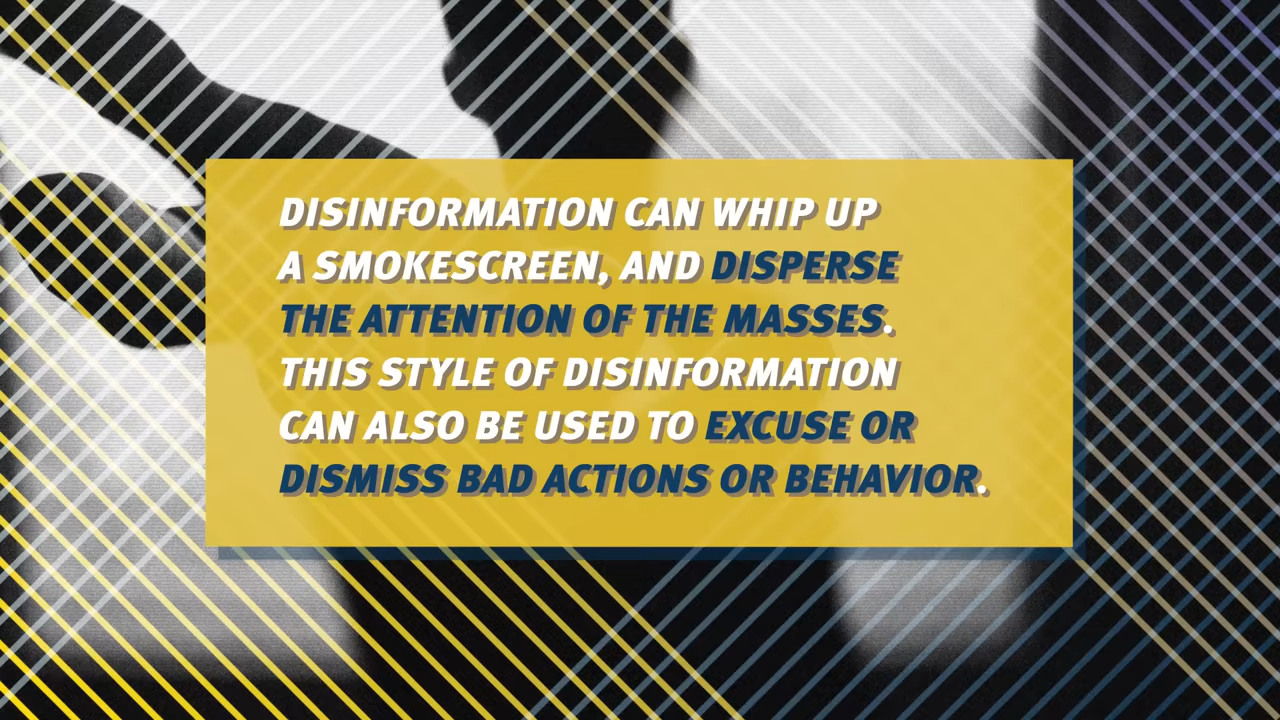 DISINFORMATION CAN WHIP UP
A SMOKESCREEN, AND DISPERSE
THE ATTENTION OF THE MASSES.
THIS STYLE OF DISINFORMATION
CAN ALSO BE USED TO EXCUSE OR
DISMISS BAD ACTIONS OR BEHAVIOR.